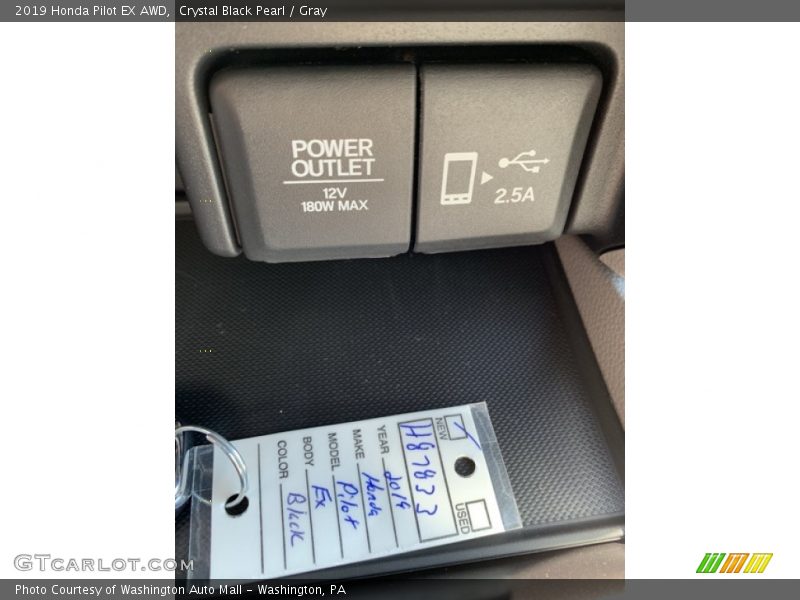 2019 Honda Pilot EX AWD, Crystal Black Pearl / Gray
POWER
OUTLET
12V
180W MAX
2.5A
NEW
USED
H87833
YEAR 2019
MAKE Honda
MODEL Pilot
BODY Ex
COLOR Black
GTCarLot.com
Photo Courtesy of Washington Auto Mall – Washington, PA